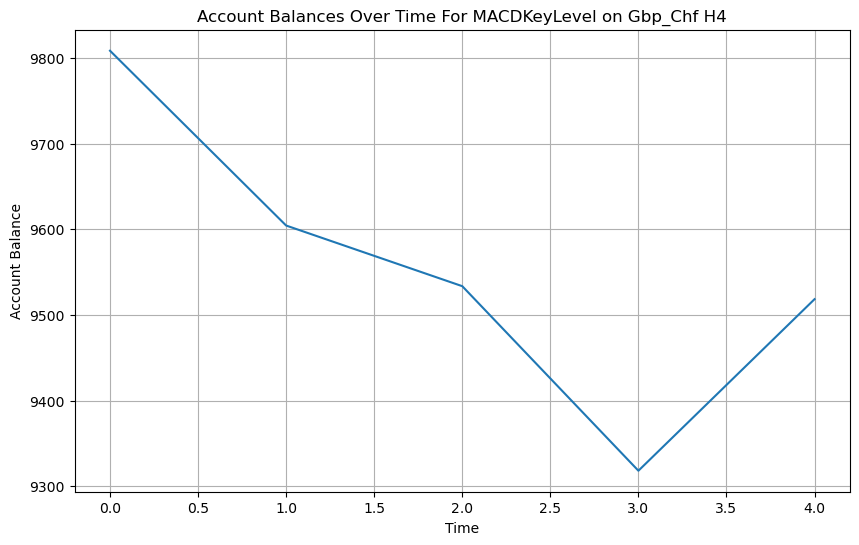 Account Balances Over Time For MACDKeyLevel on Gbp_Chf H4
Account Balance
9800
9700
9600
9500
9400
9300
0.0 0.5 1.0 1.5 2.0 2.5 3.0 3.5 4.0
Time